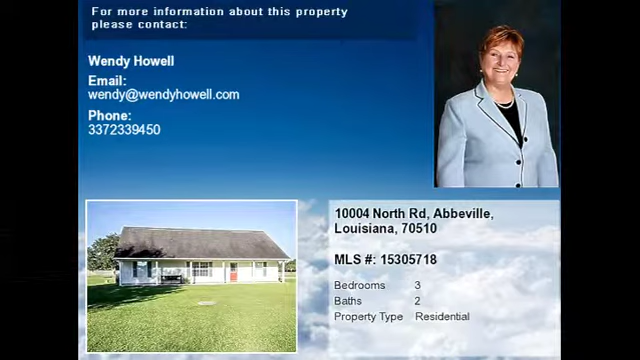 For more information about this property
please contact:
Wendy Howell
Email:
wendy@wendyhowell.com
Phone:
3372339450
10004 North Rd, Abbeville,
Louisiana, 70510
MLS #: 15305718
Bedrooms 3
Baths 2
Property Type Residential